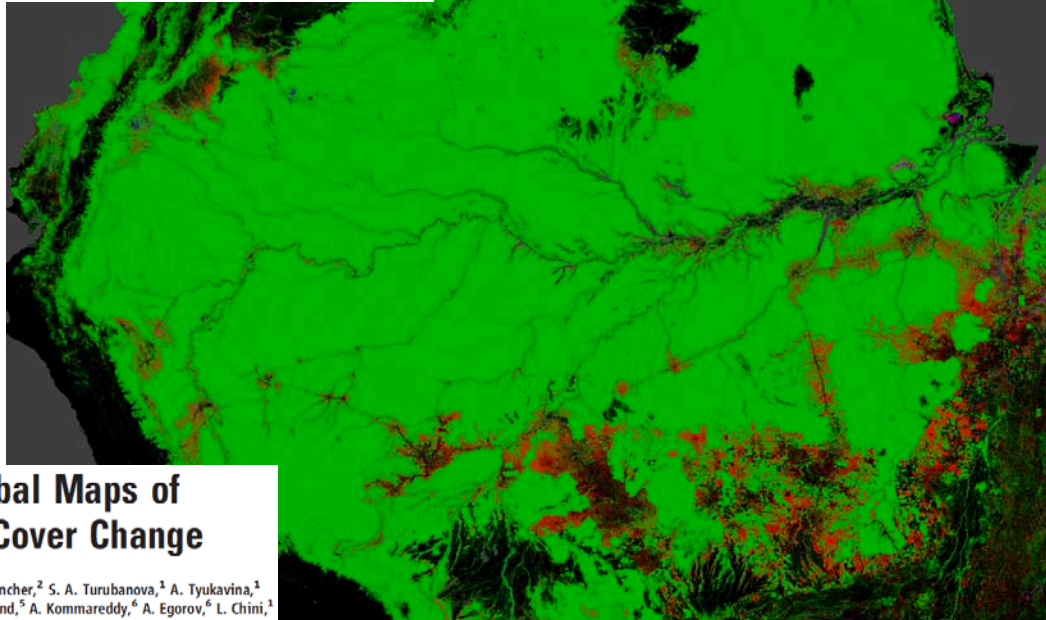 bal Maps of
Cover Change
ncher,² S. A. Turubanova,¹ A. Tyukavina,¹
nd,⁵ A. Kommareddy,⁶ A. Egorov,⁶ L. Chini,¹